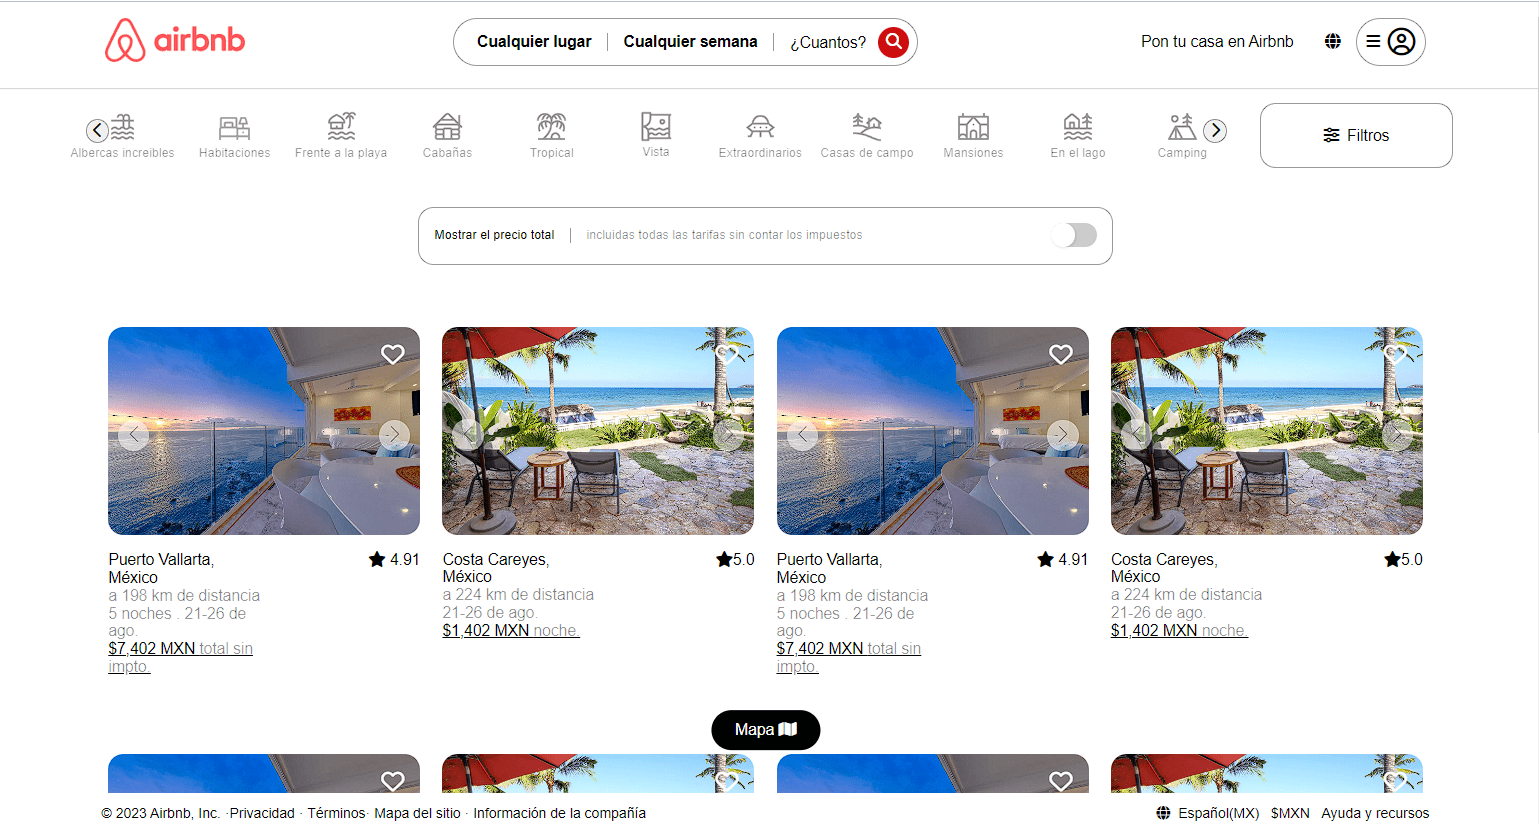 airbnb
Cualquier lugar
Cualquier semana
¿Cuantos?
Pon tu casa en Airbnb
Albercas increibles
Habitaciones
Frente a la playa
Cabañas
Tropical
Vista
Extraordinarios
Casas de campo
Mansiones
En el lago
Camping
Filtros
Mostrar el precio total
incluidas todas las tarifas sin contar los impuestos
Puerto Vallarta,
México
4.91
a 198 km de distancia
5 noches . 21-26 de
ago.
$7,402 MXN total sin
impto.
Costa Careyes,
México
5.0
a 224 km de distancia
21-26 de ago.
$1,402 MXN noche.
Puerto Vallarta,
México
4.91
a 198 km de distancia
5 noches . 21-26 de
ago.
$7,402 MXN total sin
impto.
Costa Careyes,
México
5.0
a 224 km de distancia
21-26 de ago.
$1,402 MXN noche.
Mapa
© 2023 Airbnb, Inc. ·Privacidad · Términos· Mapa del sitio · Información de la compañía
Español(MX) $MXN Ayuda y recursos